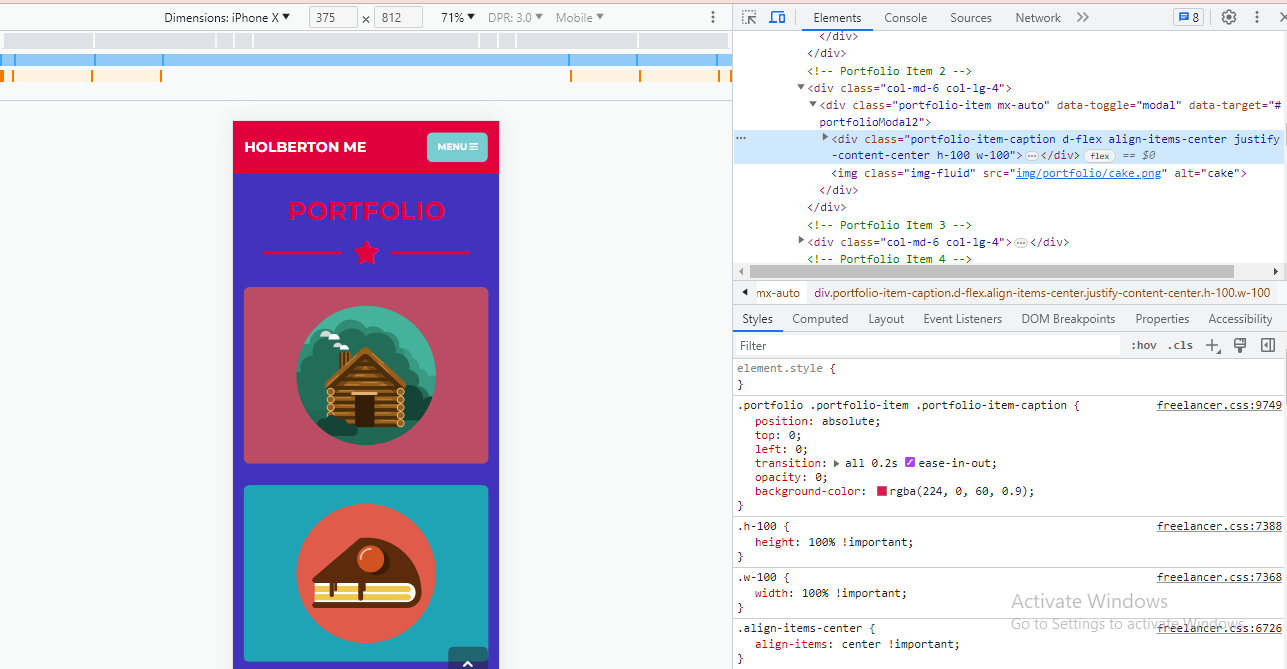 Dimensions: iPhone X ▼ 375 x 812 71% ▼ DPR: 3.0 ▼ Mobile ▼
HOLBERTON ME
MENU ☰
PORTFOLIO
Elements Console Sources Network 8
</div>
</div>
<!-- Portfolio Item 2 -->
▼<div class="col-md-6 col-lg-4">
▼<div class="portfolio-item mx-auto" data-toggle="modal" data-target="#
portfolioModal2">
▶<div class="portfolio-item-caption d-flex align-items-center justify
-content-center h-100 w-100">…</div> flex == $0
<img class="img-fluid" src="img/portfolio/cake.png" alt="cake">
</div>
</div>
<!-- Portfolio Item 3 -->
▶<div class="col-md-6 col-lg-4">…</div>
<!-- Portfolio Item 4 -->
mx-auto div.portfolio-item-caption.d-flex.align-items-center.justify-content-center.h-100.w-100
Styles Computed Layout Event Listeners DOM Breakpoints Properties Accessibility
Filter :hov .cls
element.style {
}
.portfolio .portfolio-item .portfolio-item-caption { freelancer.css:9749
position: absolute;
top: 0;
left: 0;
transition: ▶ all 0.2s ease-in-out;
opacity: 0;
background-color: rgba(224, 0, 60, 0.9);
}
.h-100 { freelancer.css:7388
height: 100% !important;
}
.w-100 { freelancer.css:7368
width: 100% !important;
}
.align-items-center { freelancer.css:6726
align-items: center !important;
}
Activate Windows
Go to Settings to activate Windows.